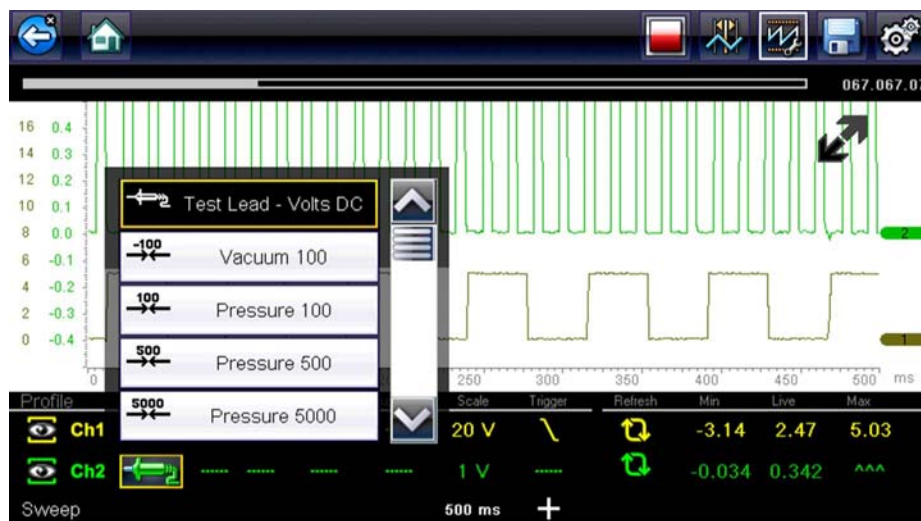 067.067.0
16 0.4
14 0.3
12 0.2
10 0.1
8 0.0
6 -0.1
4 -0.2
2 -0.3
0 -0.4
Test Lead - Volts DC
-100 Vacuum 100
100 Pressure 100
500 Pressure 500
5000 Pressure 5000
2
1
0 250 300 350 400 450 500 ms
Profile Scale Trigger Refresh Min Live Max
Ch1 20 V -3.14 2.47 5.03
Ch2 ------ ------ ------ ------ 1 V ------ -0.034 0.342 ^^^
Sweep 500 ms +